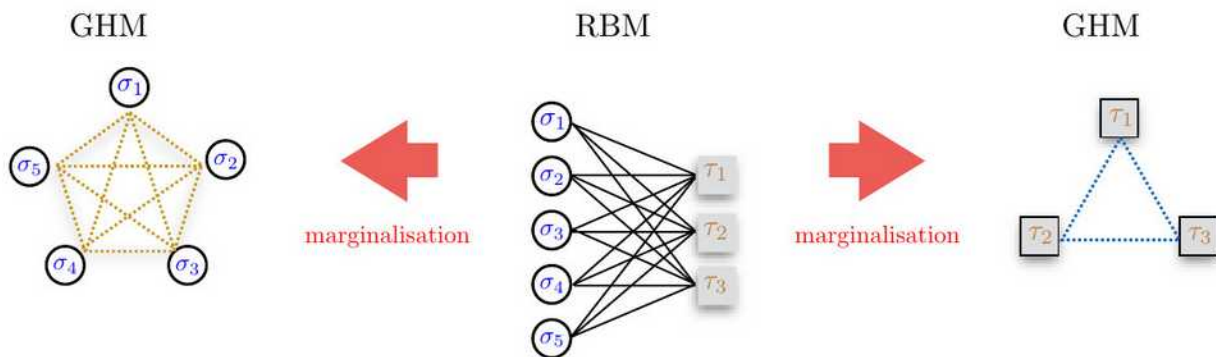 GHM
RBM
GHM
σ₁
σ₅
σ₂
σ₄
σ₃
marginalisation
σ₁
σ₂
σ₃
σ₄
σ₅
τ₁
τ₂
τ₃
marginalisation
τ₁
τ₂
τ₃